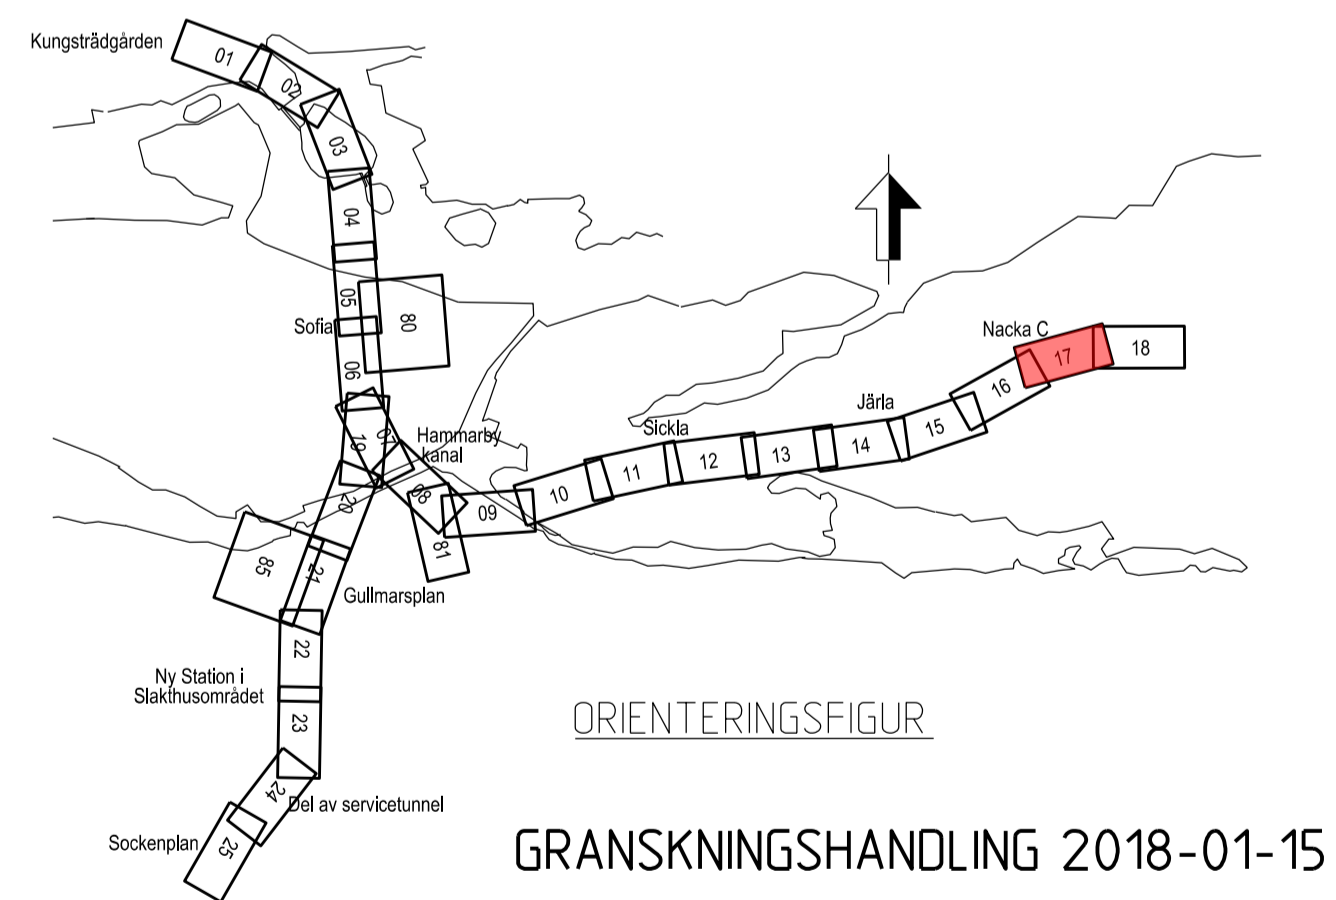 Kungsträdgården
01
02
03
04
05
Sofia
80
06
19
07
Hammarby
kanal
08
09
81
20
85
21
Gullmarsplan
22
Ny Station i
Slakthusområdet
23
24
Del av servicetunnel
Sockenplan
25
10
11
Sickla
12
13
Järla
14
15
16
Nacka C
17
18
ORIENTERINGSFIGUR
GRANSKNINGSHANDLING 2018-01-15